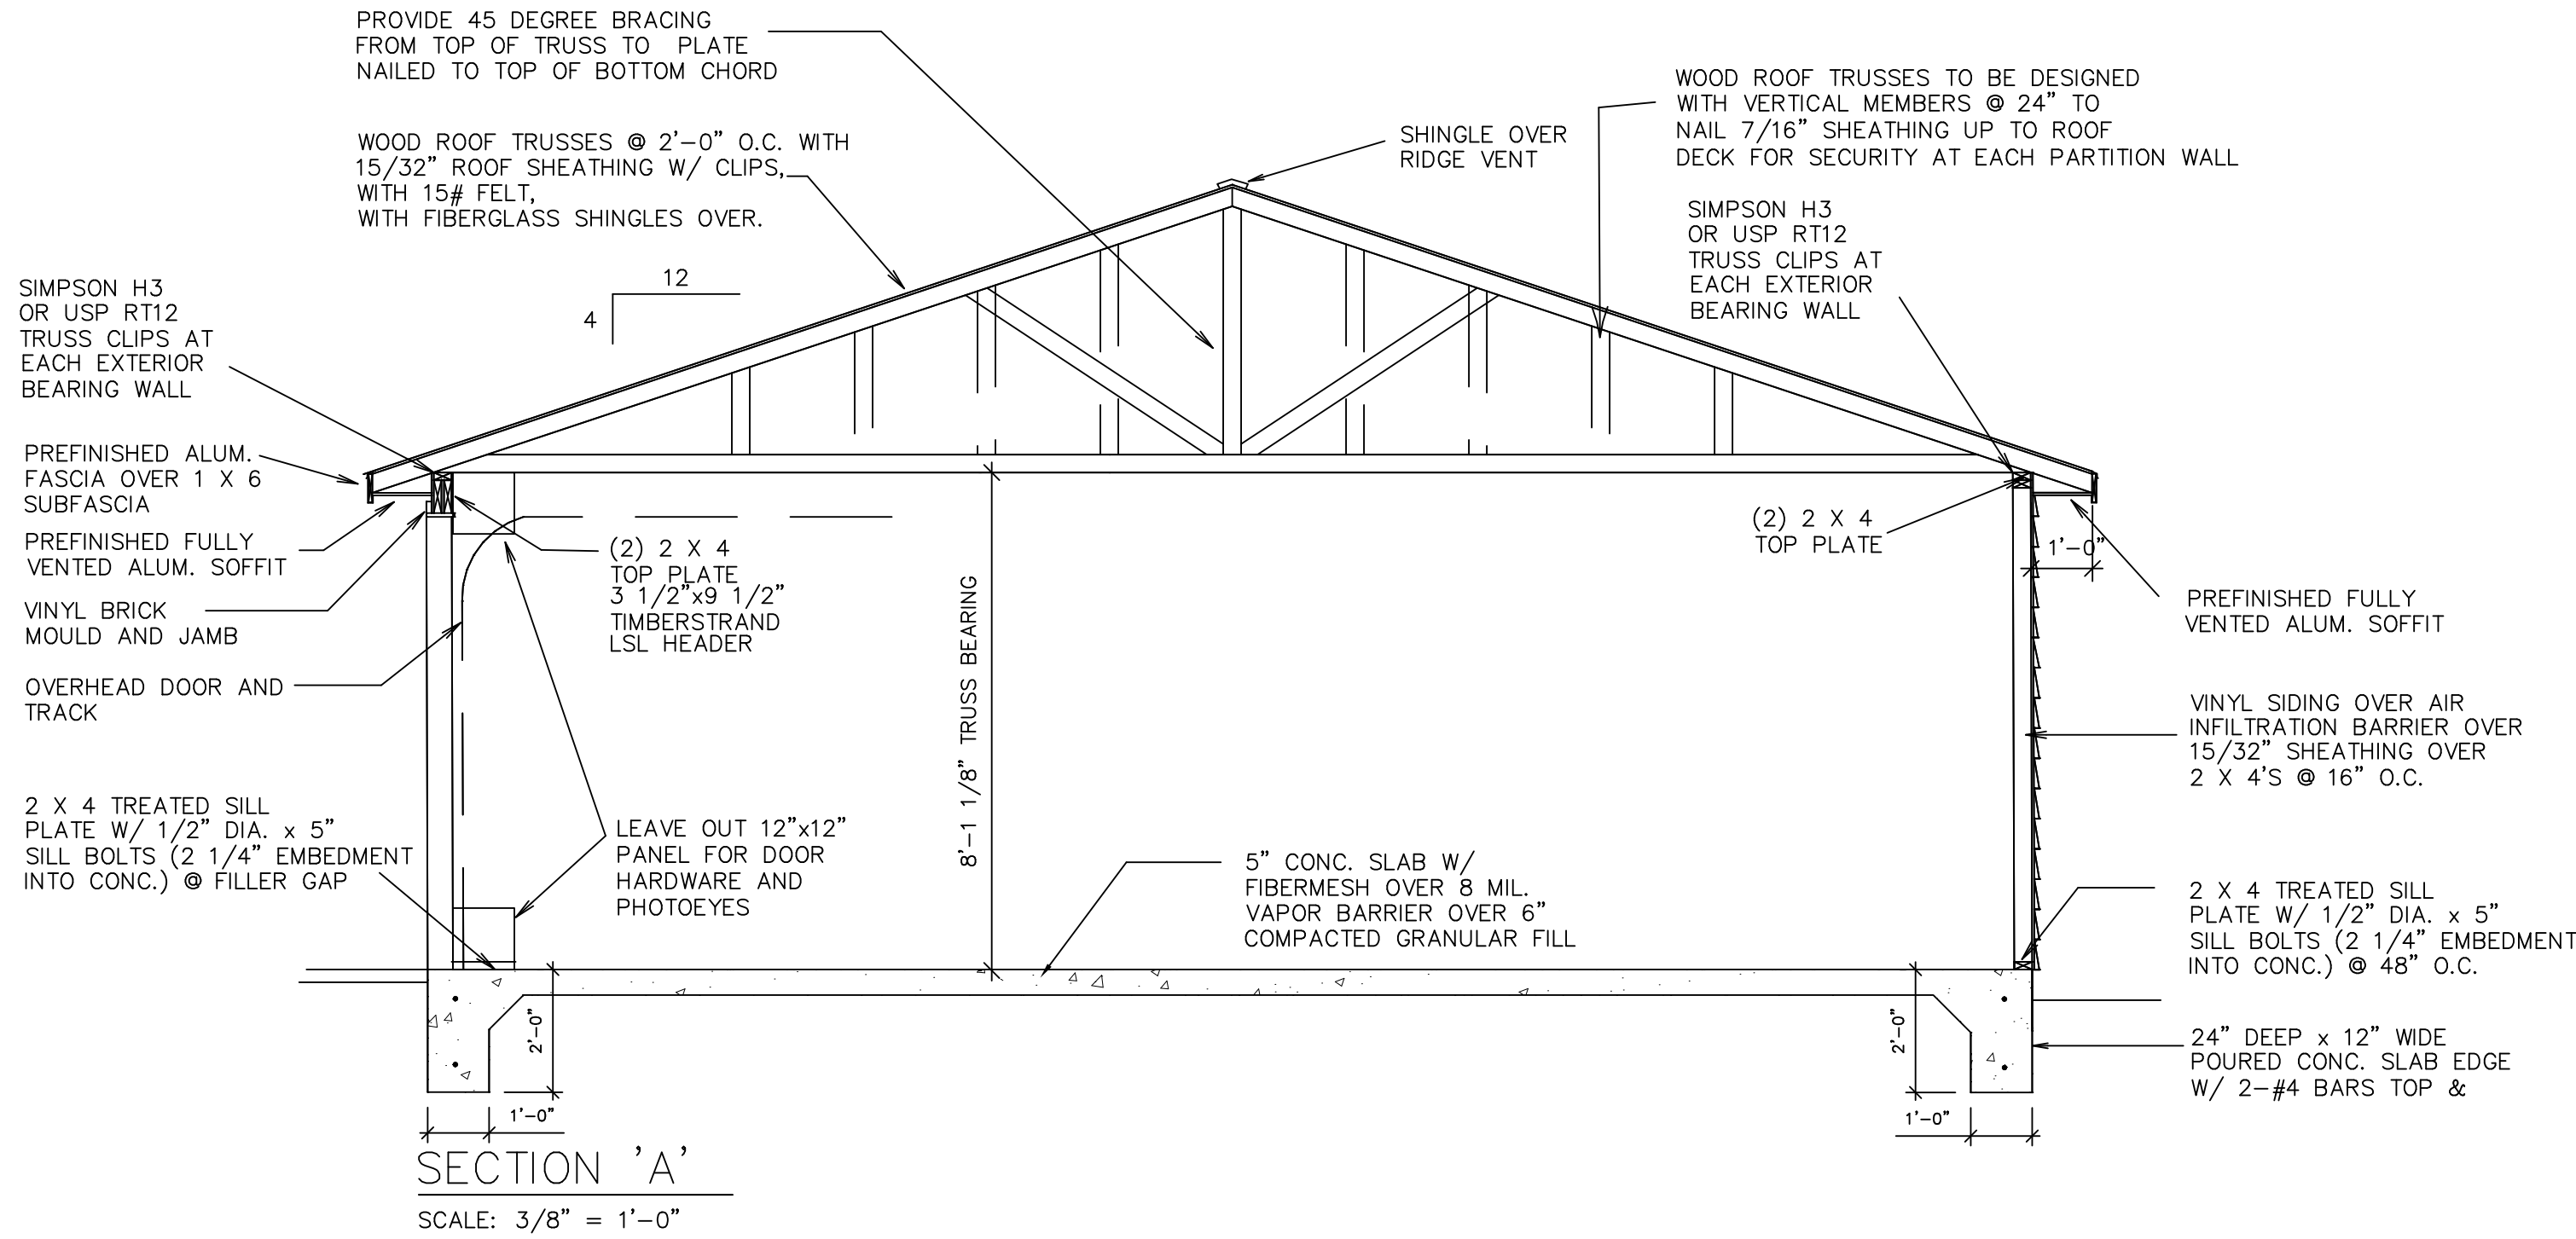 PROVIDE 45 DEGREE BRACING
FROM TOP OF TRUSS TO PLATE
NAILED TO TOP OF BOTTOM CHORD
WOOD ROOF TRUSSES @ 2'-0" O.C. WITH
15/32" ROOF SHEATHING W/ CLIPS,
WITH 15# FELT,
WITH FIBERGLASS SHINGLES OVER.
SHINGLE OVER
RIDGE VENT
WOOD ROOF TRUSSES TO BE DESIGNED
WITH VERTICAL MEMBERS @ 24" TO
NAIL 7/16" SHEATHING UP TO ROOF
DECK FOR SECURITY AT EACH PARTITION WALL
SIMPSON H3
OR USP RT12
TRUSS CLIPS AT
EACH EXTERIOR
BEARING WALL
12
4
SIMPSON H3
OR USP RT12
TRUSS CLIPS AT
EACH EXTERIOR
BEARING WALL
PREFINISHED ALUM.
FASCIA OVER 1 X 6
SUBFASCIA
PREFINISHED FULLY
VENTED ALUM. SOFFIT
VINYL BRICK
MOULD AND JAMB
OVERHEAD DOOR AND
TRACK
2 X 4 TREATED SILL
PLATE W/ 1/2" DIA. x 5"
SILL BOLTS (2 1/4" EMBEDMENT
INTO CONC.) @ FILLER GAP
(2) 2 X 4
TOP PLATE
3 1/2"x9 1/2"
TIMBERSTRAND
LSL HEADER
LEAVE OUT 12"x12"
PANEL FOR DOOR
HARDWARE AND
PHOTOEYES
8'-1 1/8" TRUSS BEARING
5" CONC. SLAB W/
FIBERMESH OVER 8 MIL.
VAPOR BARRIER OVER 6"
COMPACTED GRANULAR FILL
(2) 2 X 4
TOP PLATE
1'-0"
PREFINISHED FULLY
VENTED ALUM. SOFFIT
VINYL SIDING OVER AIR
INFILTRATION BARRIER OVER
15/32" SHEATHING OVER
2 X 4'S @ 16" O.C.
2 X 4 TREATED SILL
PLATE W/ 1/2" DIA. x 5"
SILL BOLTS (2 1/4" EMBEDMENT
INTO CONC.) @ 48" O.C.
24" DEEP x 12" WIDE
POURED CONC. SLAB EDGE
W/ 2-#4 BARS TOP &
2'-0"
1'-0"
2'-0"
1'-0"
SECTION 'A'
SCALE: 3/8" = 1'-0"